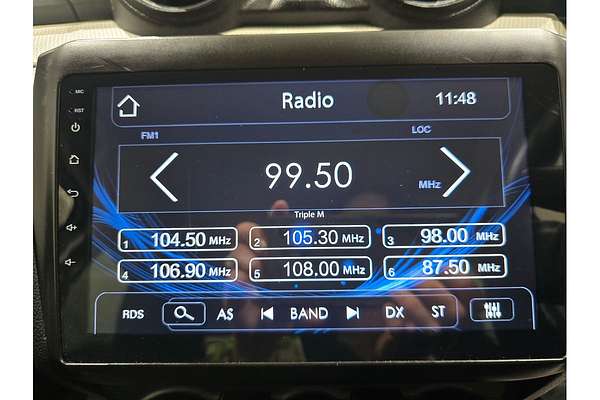 MIC
Radio 11:48
RST
FM1 LOC
99.50 MHz
Triple M
1 104.50 MHz 2 105.30 MHz 3 98.00 MHz
4 106.90 MHz 5 108.00 MHz 6 87.50 MHz
RDS AS BAND DX ST